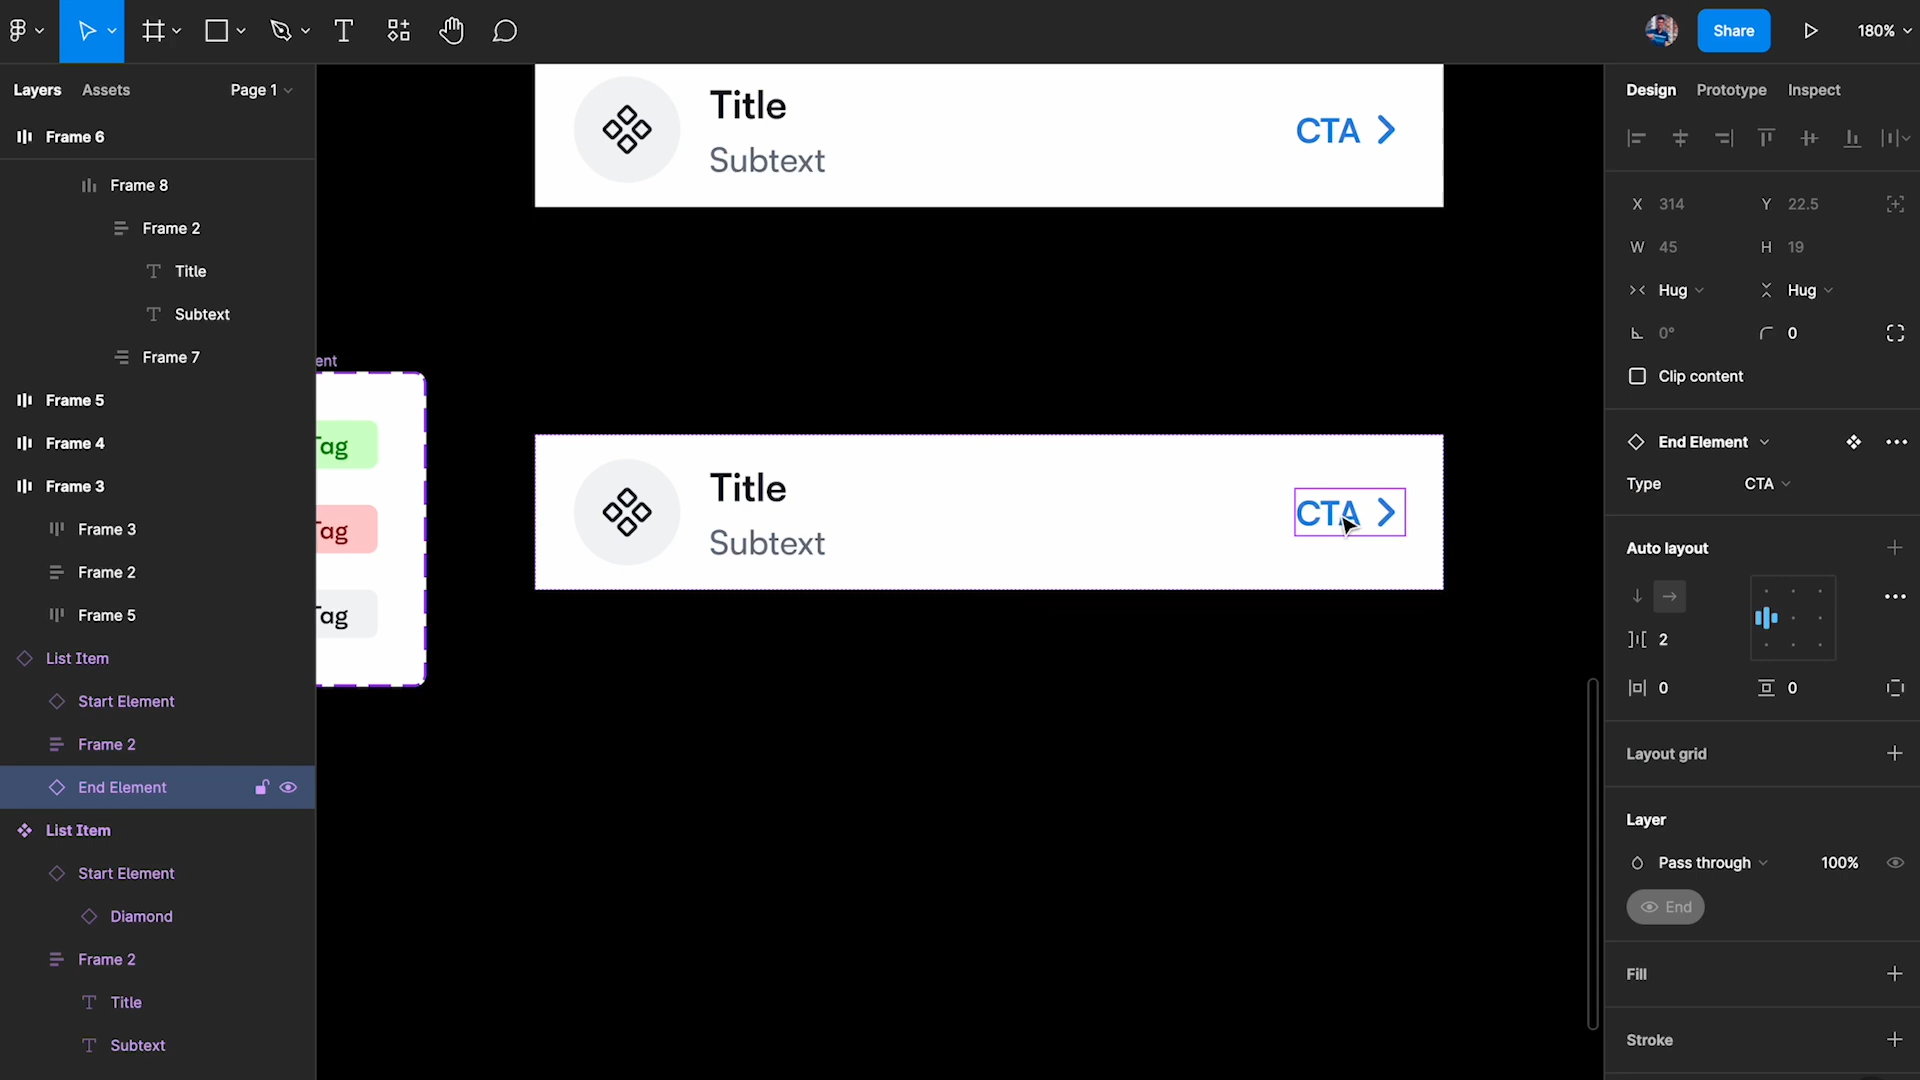 Share
180%
Layers
Assets
Page 1
Frame 6
Frame 8
Frame 2
Title
Subtext
Frame 7
Frame 5
Frame 4
Frame 3
Frame 3
Frame 2
Frame 5
List Item
Start Element
Frame 2
End Element
List Item
Start Element
Diamond
Frame 2
Title
Subtext
Title
Subtext
CTA
ent
Tag
Tag
Tag
Title
Subtext
CTA
Design
Prototype
Inspect
X 314
Y 22.5
W 45
H 19
Hug
Hug
0°
0
Clip content
End Element
Type
CTA
Auto layout
2
0
0
Layout grid
Layer
Pass through
100%
End
Fill
Stroke